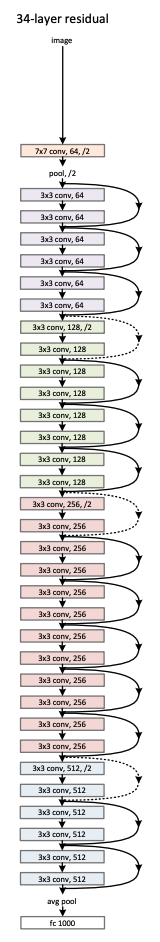 34-layer residual
image
7x7 conv, 64, /2
pool, /2
3x3 conv, 64
3x3 conv, 64
3x3 conv, 64
3x3 conv, 64
3x3 conv, 64
3x3 conv, 64
3x3 conv, 128, /2
3x3 conv, 128
3x3 conv, 128
3x3 conv, 128
3x3 conv, 128
3x3 conv, 128
3x3 conv, 128
3x3 conv, 128
3x3 conv, 256, /2
3x3 conv, 256
3x3 conv, 256
3x3 conv, 256
3x3 conv, 256
3x3 conv, 256
3x3 conv, 256
3x3 conv, 256
3x3 conv, 256
3x3 conv, 256
3x3 conv, 256
3x3 conv, 256
3x3 conv, 512, /2
3x3 conv, 512
3x3 conv, 512
3x3 conv, 512
3x3 conv, 512
3x3 conv, 512
avg pool
fc 1000